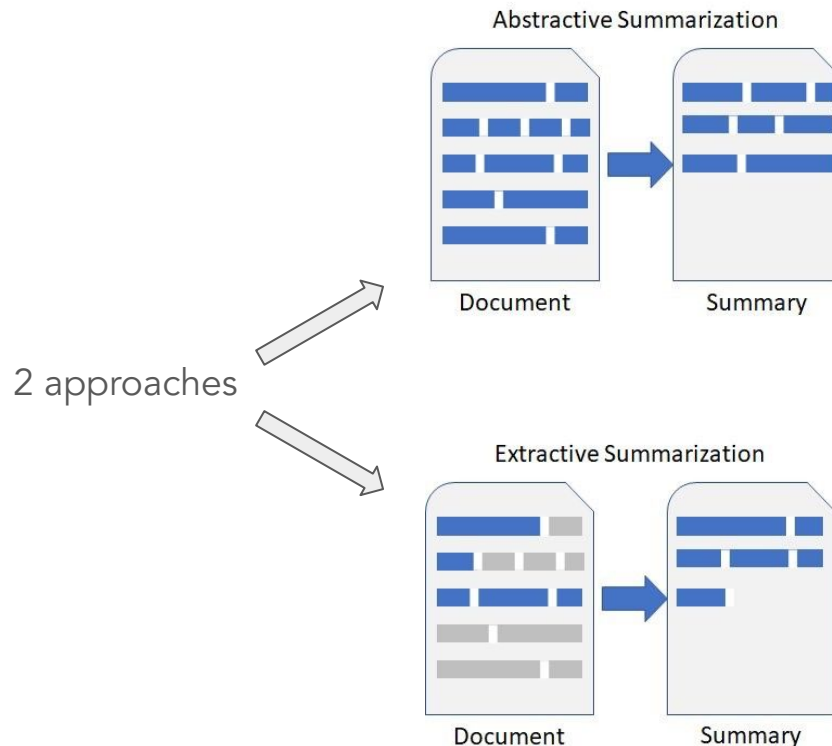 Abstractive Summarization
Document
Summary
2 approaches
Extractive Summarization
Document
Summary